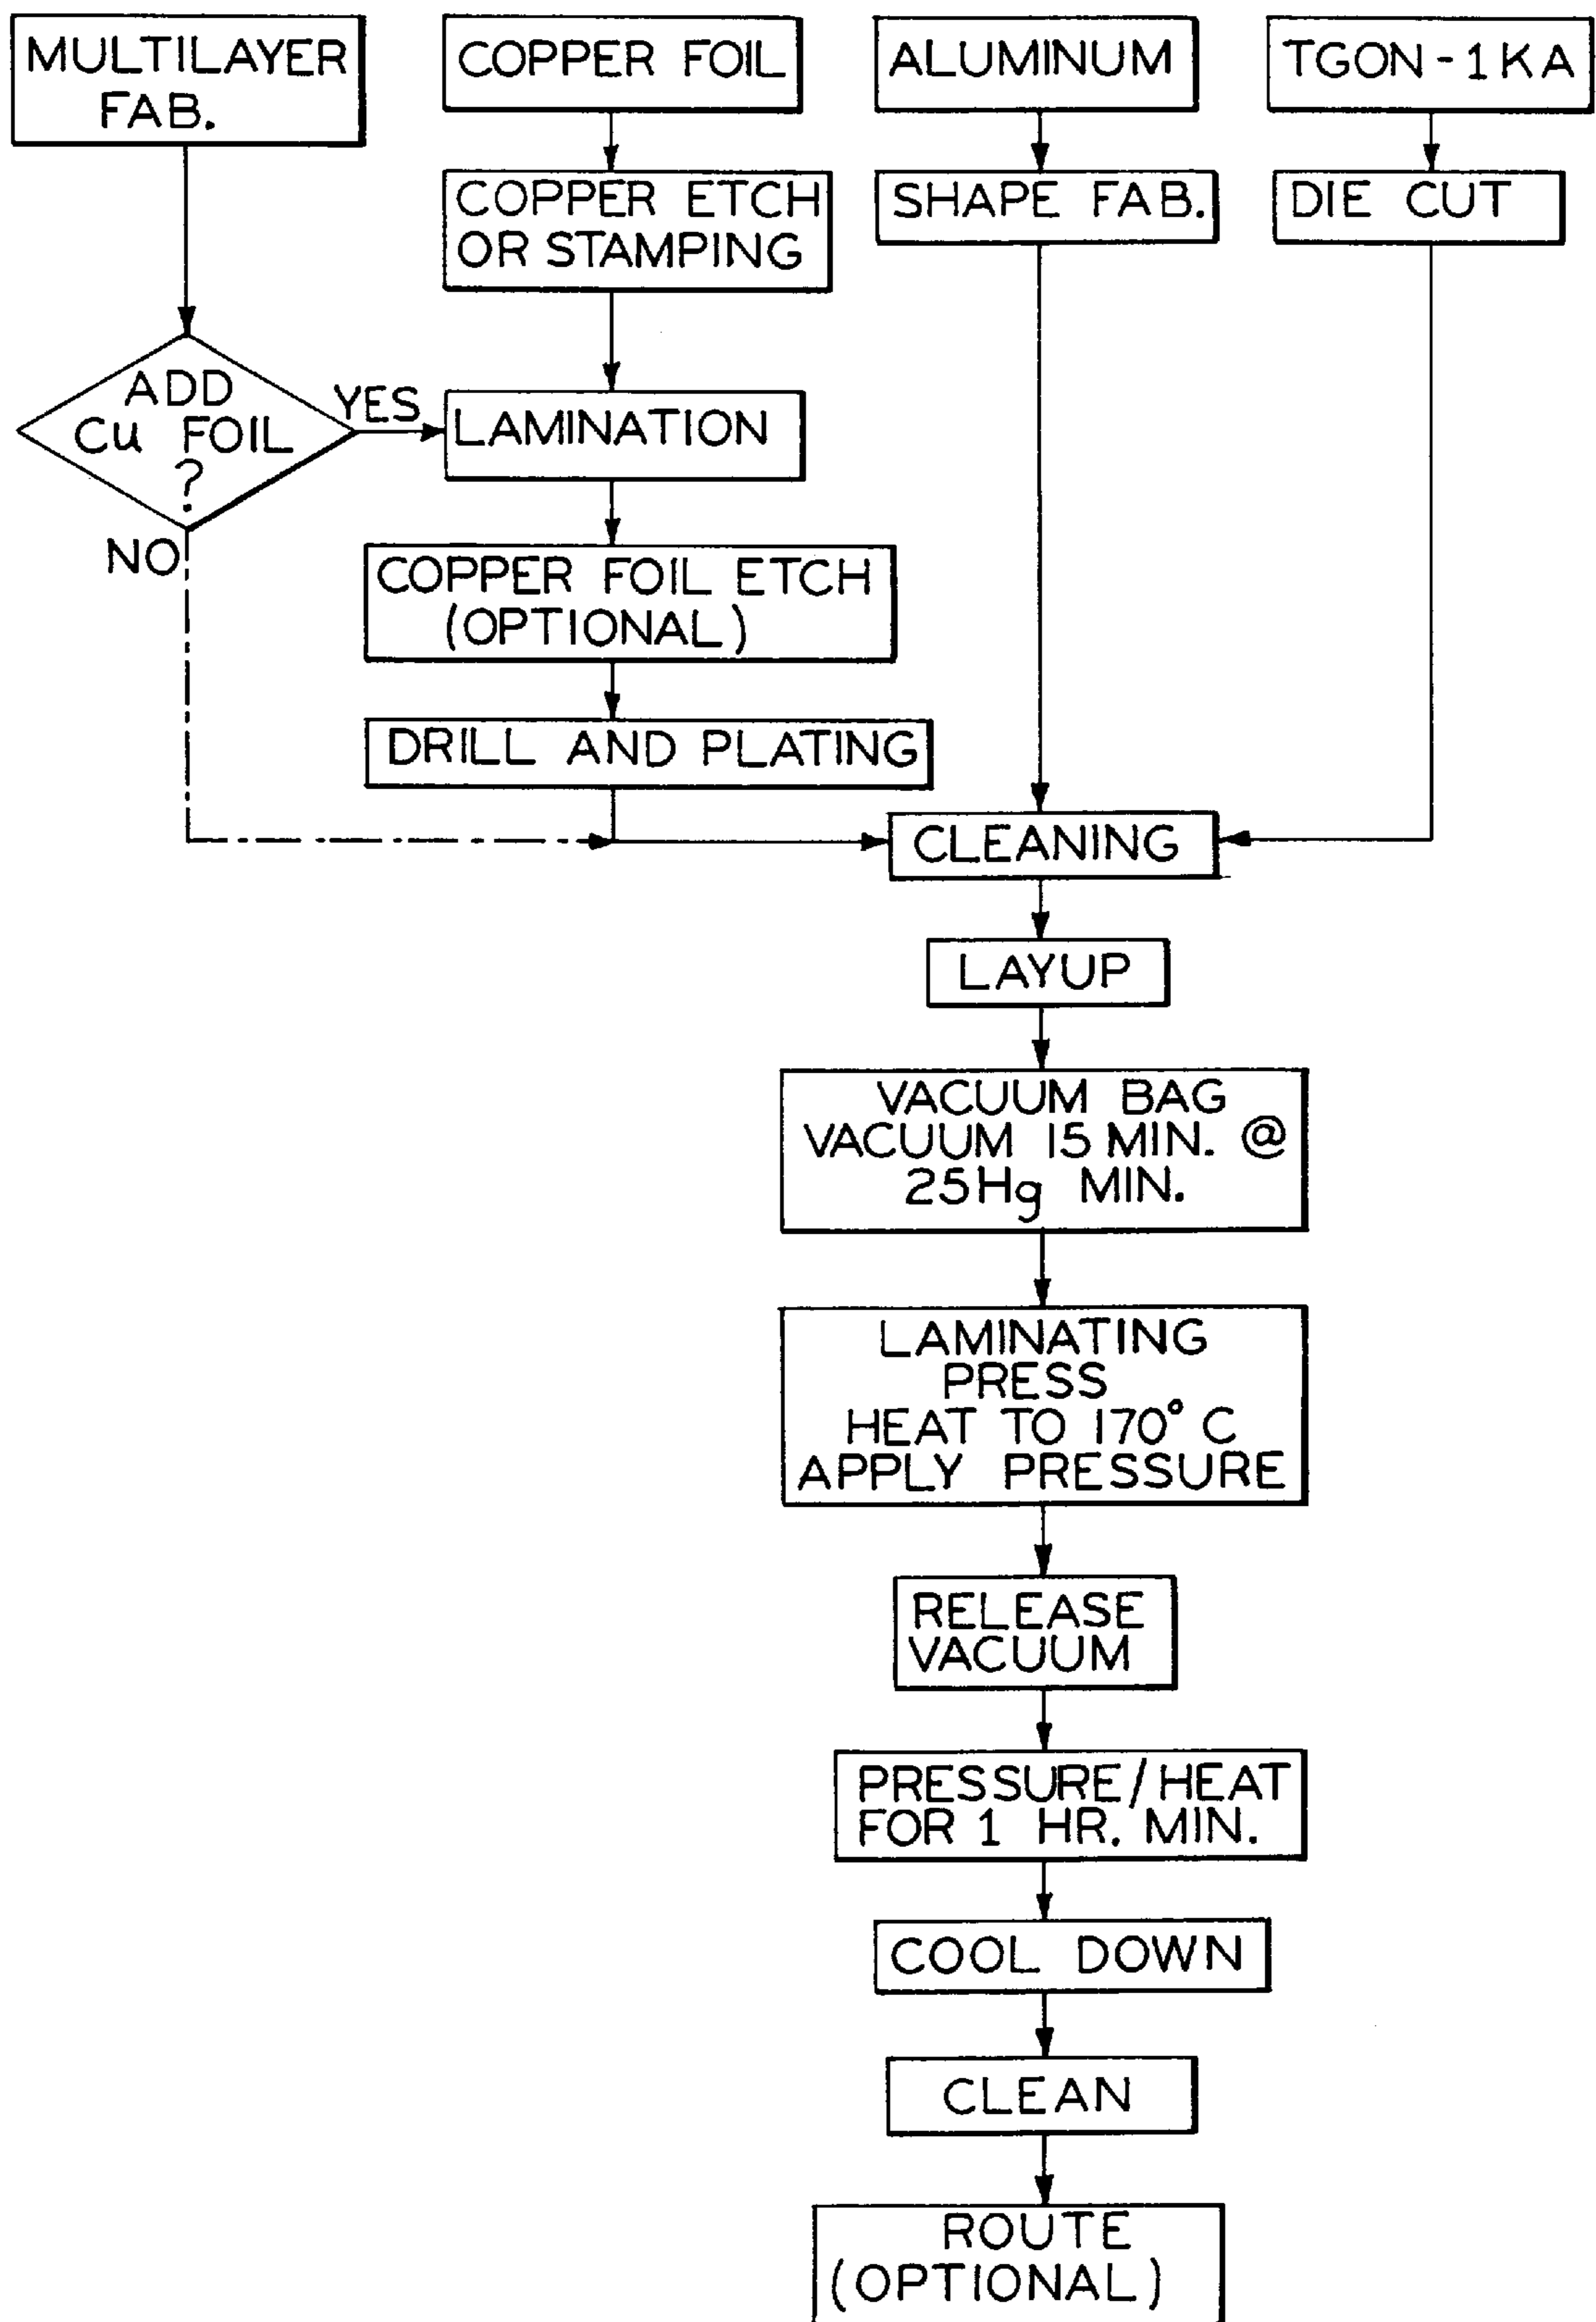 MULTILAYER
FAB.
COPPER FOIL
ALUMINUM
TGON-1KA
COPPER ETCH
OR STAMPING
SHAPE FAB.
DIE CUT
ADD
Cu FOIL
?
YES
NO
LAMINATION
COPPER FOIL ETCH
(OPTIONAL)
DRILL AND PLATING
CLEANING
LAYUP
VACUUM BAG
VACUUM 15 MIN. @
25Hg MIN.
LAMINATING
PRESS
HEAT TO 170° C
APPLY PRESSURE
RELEASE
VACUUM
PRESSURE/HEAT
FOR 1 HR. MIN.
COOL DOWN
CLEAN
ROUTE
(OPTIONAL)